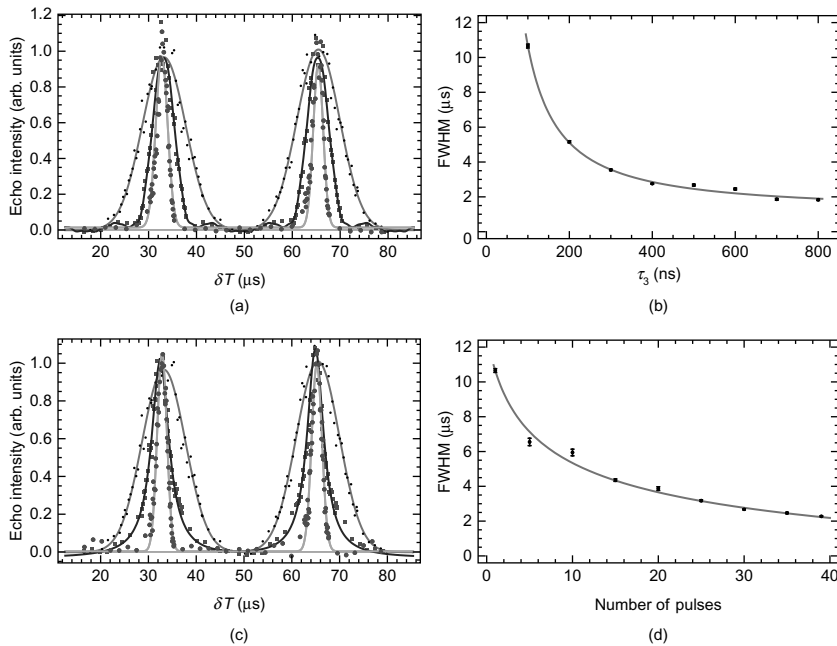 1.2
1.0
0.8
0.6
0.4
0.2
0.0
Echo intensity (arb. units)
20 30 40 50 60 70 80
δT (μs)
(a)
12
10
8
6
4
2
0
FWHM (μs)
0 200 400 600 800
τ3 (ns)
(b)
1.0
0.8
0.6
0.4
0.2
0.0
Echo intensity (arb. units)
20 30 40 50 60 70 80
δT (μs)
(c)
12
10
8
6
4
2
0
FWHM (μs)
0 10 20 30 40
Number of pulses
(d)